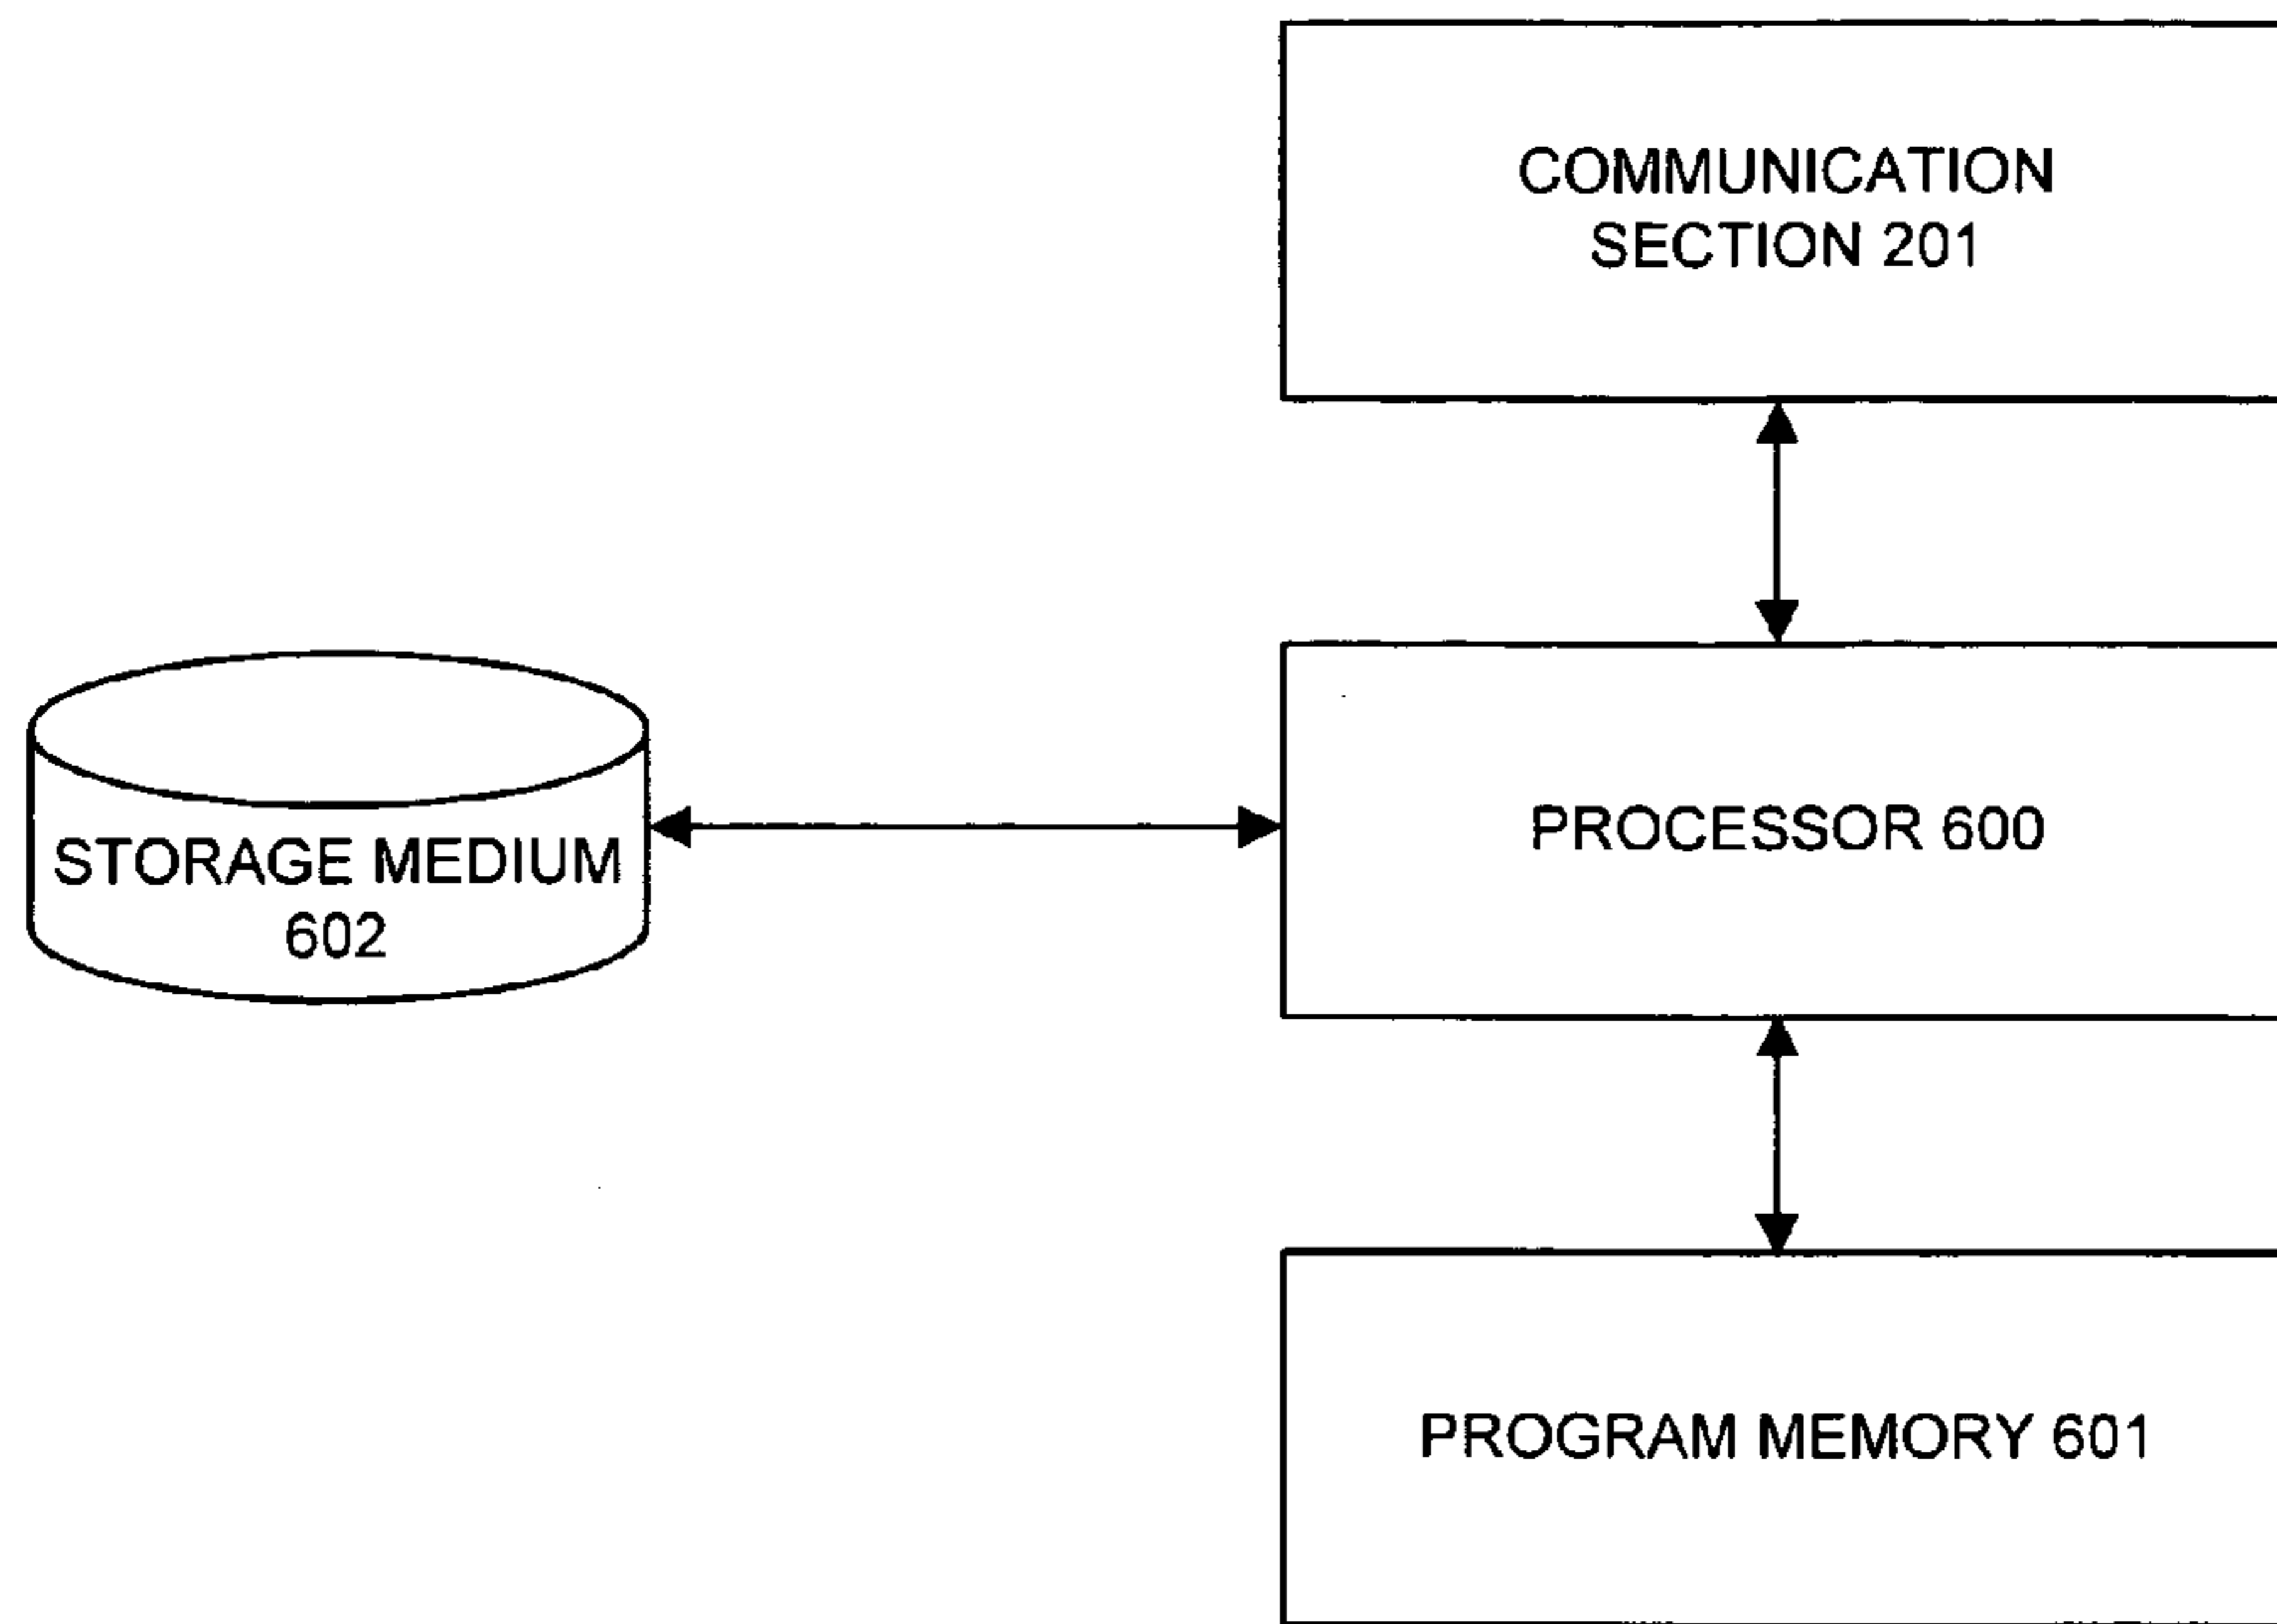 COMMUNICATION
SECTION 201
STORAGE MEDIUM
602
PROCESSOR 600
PROGRAM MEMORY 601